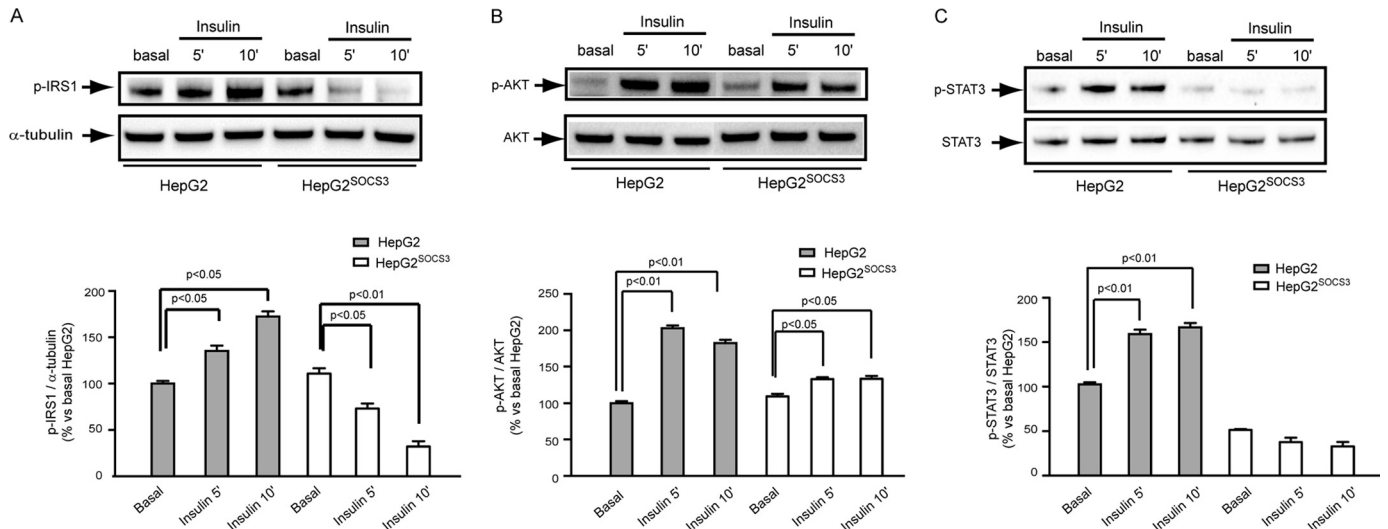 A
Insulin
basal 5' 10' basal 5' 10'
p-IRS1
α-tubulin
HepG2 HepG2SOCS3
B
Insulin Insulin
basal 5' 10' basal 5' 10'
p-AKT
AKT
HepG2 HepG2SOCS3
C
Insulin Insulin
basal 5' 10' basal 5' 10'
p-STAT3
STAT3
HepG2 HepG2SOCS3
HepG2
HepG2SOCS3
p<0.05
p<0.05
p<0.01
p<0.05
200
150
100
50
0
p-IRS1 / α-tubulin
(% vs basal HepG2)
Basal Insulin 5' Insulin 10' Basal Insulin 5' Insulin 10'
HepG2
HepG2SOCS3
p<0.01
p<0.01
p<0.05
p<0.05
250
200
150
100
50
0
p-AKT / AKT
(% vs basal HepG2)
Basal Insulin 5' Insulin 10' Basal Insulin 5' Insulin 10'
HepG2
HepG2SOCS3
p<0.01
p<0.01
200
150
100
50
0
p-STAT3 / STAT3
(% vs basal HepG2)
Basal Insulin 5' Insulin 10' Basal Insulin 5' Insulin 10'